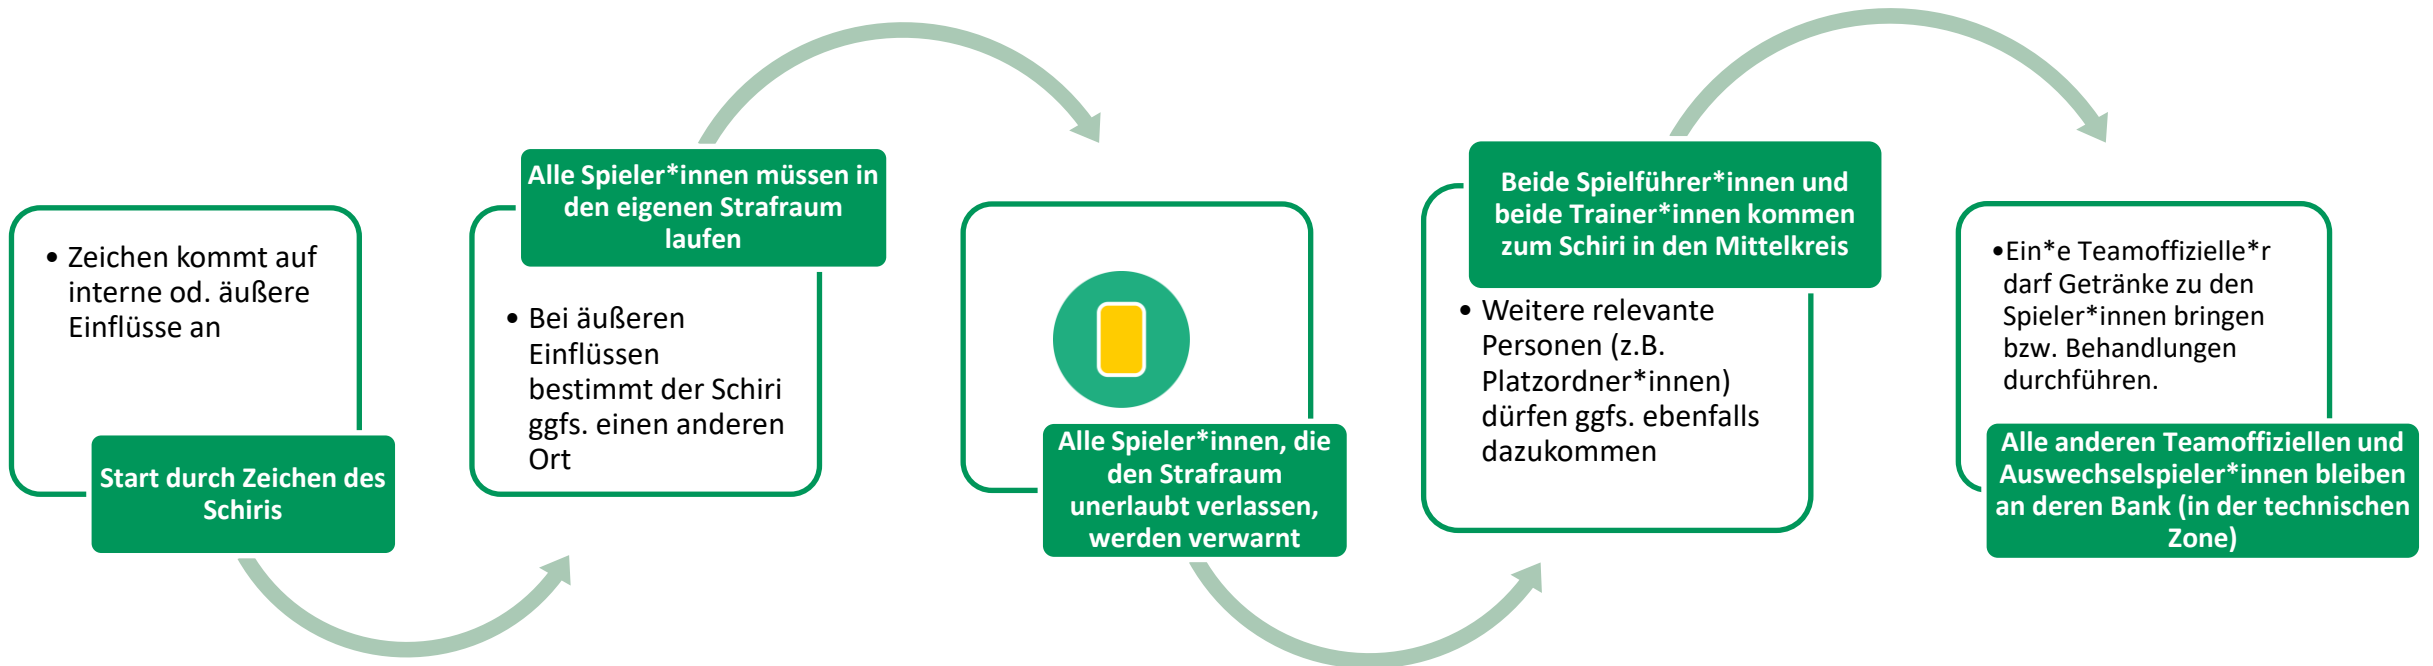 • Zeichen kommt auf
interne od. äußere
Einflüsse an
Start durch Zeichen des
Schiris
Alle Spieler*innen müssen in
den eigenen Strafraum
laufen
• Bei äußeren
Einflüssen
bestimmt der Schiri
ggfs. einen anderen
Ort
Alle Spieler*innen, die
den Strafraum
unerlaubt verlassen,
werden verwarnt
Beide Spielführer*innen und
beide Trainer*innen kommen
zum Schiri in den Mittelkreis
• Weitere relevante
Personen (z.B.
Platzordner*innen)
dürfen ggfs. ebenfalls
dazukommen
•Ein*e Teamoffizielle*r
darf Getränke zu den
Spieler*innen bringen
bzw. Behandlungen
durchführen.
Alle anderen Teamoffiziellen und
Auswechselspieler*innen bleiben
an deren Bank (in der technischen
Zone)